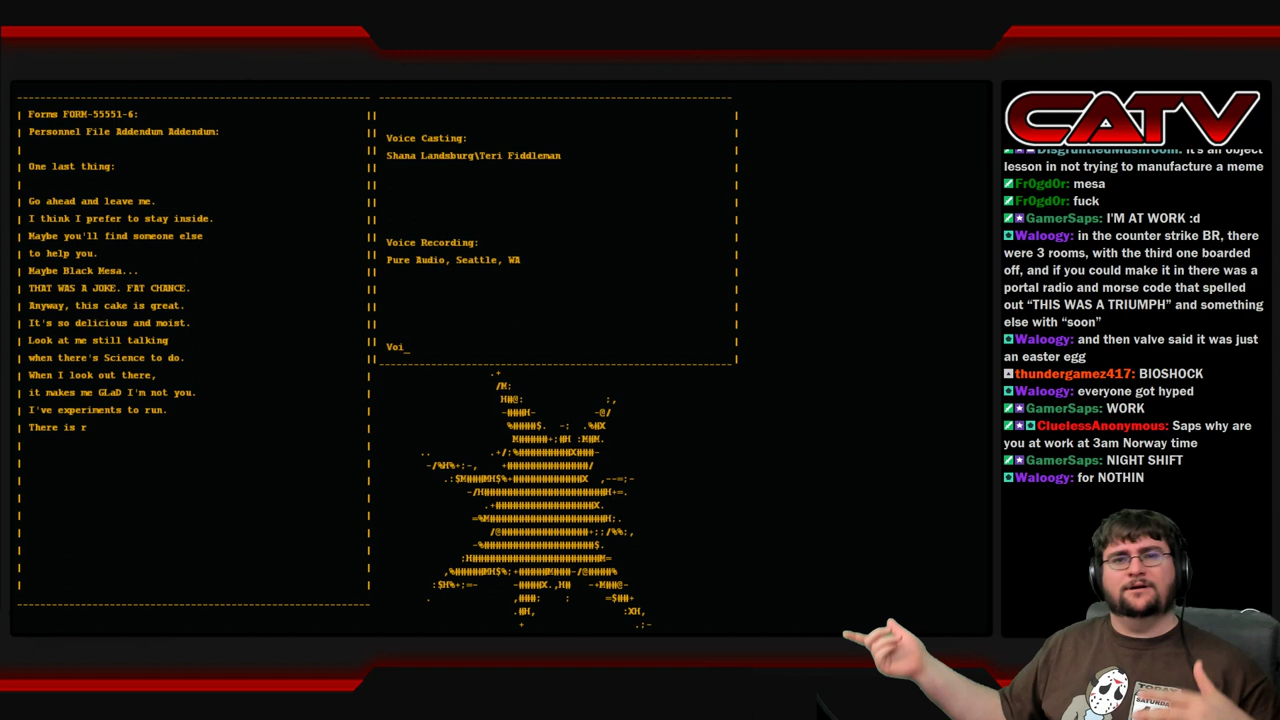 Forms FORM-55551-6:
Personnel File Addendum Addendum:
One last thing:
Go ahead and leave me.
I think I prefer to stay inside.
Maybe you'll find someone else
to help you.
Maybe Black Mesa...
THAT WAS A JOKE. FAT CHANCE.
Anyway, this cake is great.
It's so delicious and moist.
Look at me still talking
when there's Science to do.
When I look out there,
it makes me GLaD I'm not you.
I've experiments to run.
There is r
Voice Casting:
Shana Landsburg\Teri Fiddleman
Voice Recording:
Pure Audio, Seattle, WA
Voi_
CATV
DisgruntledMushroom: it's an object
lesson in not trying to manufacture a meme
Fr0gd0r: mesa
Fr0gd0r: fuck
GamerSaps: I'M AT WORK :d
Waloogy: in the counter strike BR, there
were 3 rooms, with the third one boarded
off, and if you could make it in there was a
portal radio and morse code that spelled
out “THIS WAS A TRIUMPH” and something
else with “soon”
Waloogy: and then valve said it was just
an easter egg
thundergamez417: BIOSHOCK
Waloogy: everyone got hyped
GamerSaps: WORK
CluelessAnonymous: Saps why are
you at work at 3am Norway time
GamerSaps: NIGHT SHIFT
Waloogy: for NOTHIN
TODAY
SATURDA